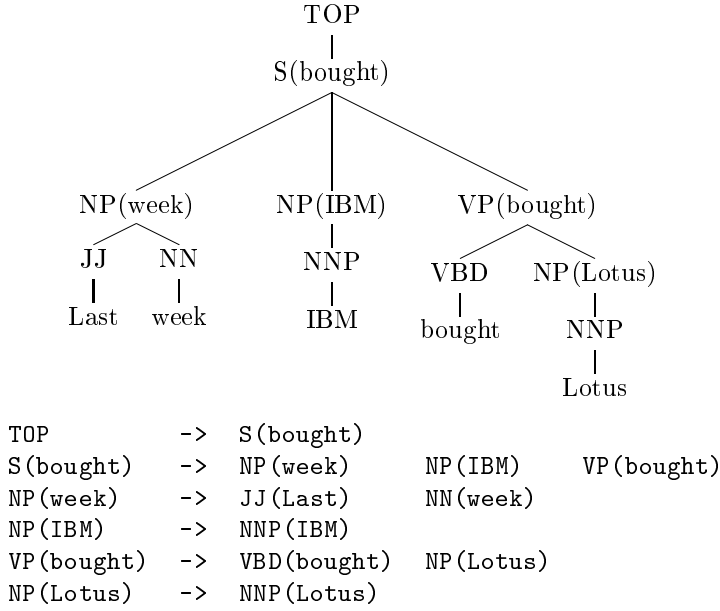 TOP
S(bought)
NP(week) NP(IBM) VP(bought)
JJ NN NNP VBD NP(Lotus)
Last week IBM bought NNP
Lotus
TOP -> S(bought)
S(bought) -> NP(week) NP(IBM) VP(bought)
NP(week) -> JJ(Last) NN(week)
NP(IBM) -> NNP(IBM)
VP(bought) -> VBD(bought) NP(Lotus)
NP(Lotus) -> NNP(Lotus)